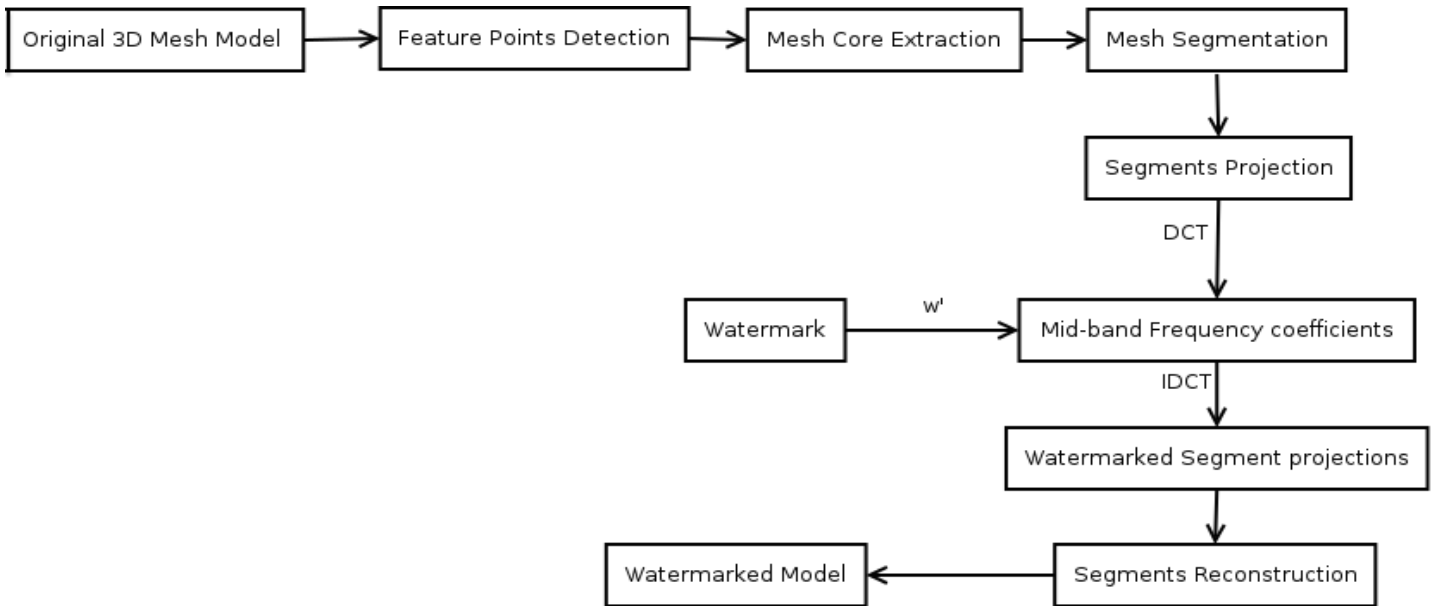 Original 3D Mesh Model
Feature Points Detection
Mesh Core Extraction
Mesh Segmentation
Segments Projection
DCT
Watermark
w'
Mid-band Frequency coefficients
IDCT
Watermarked Segment projections
Watermarked Model
Segments Reconstruction